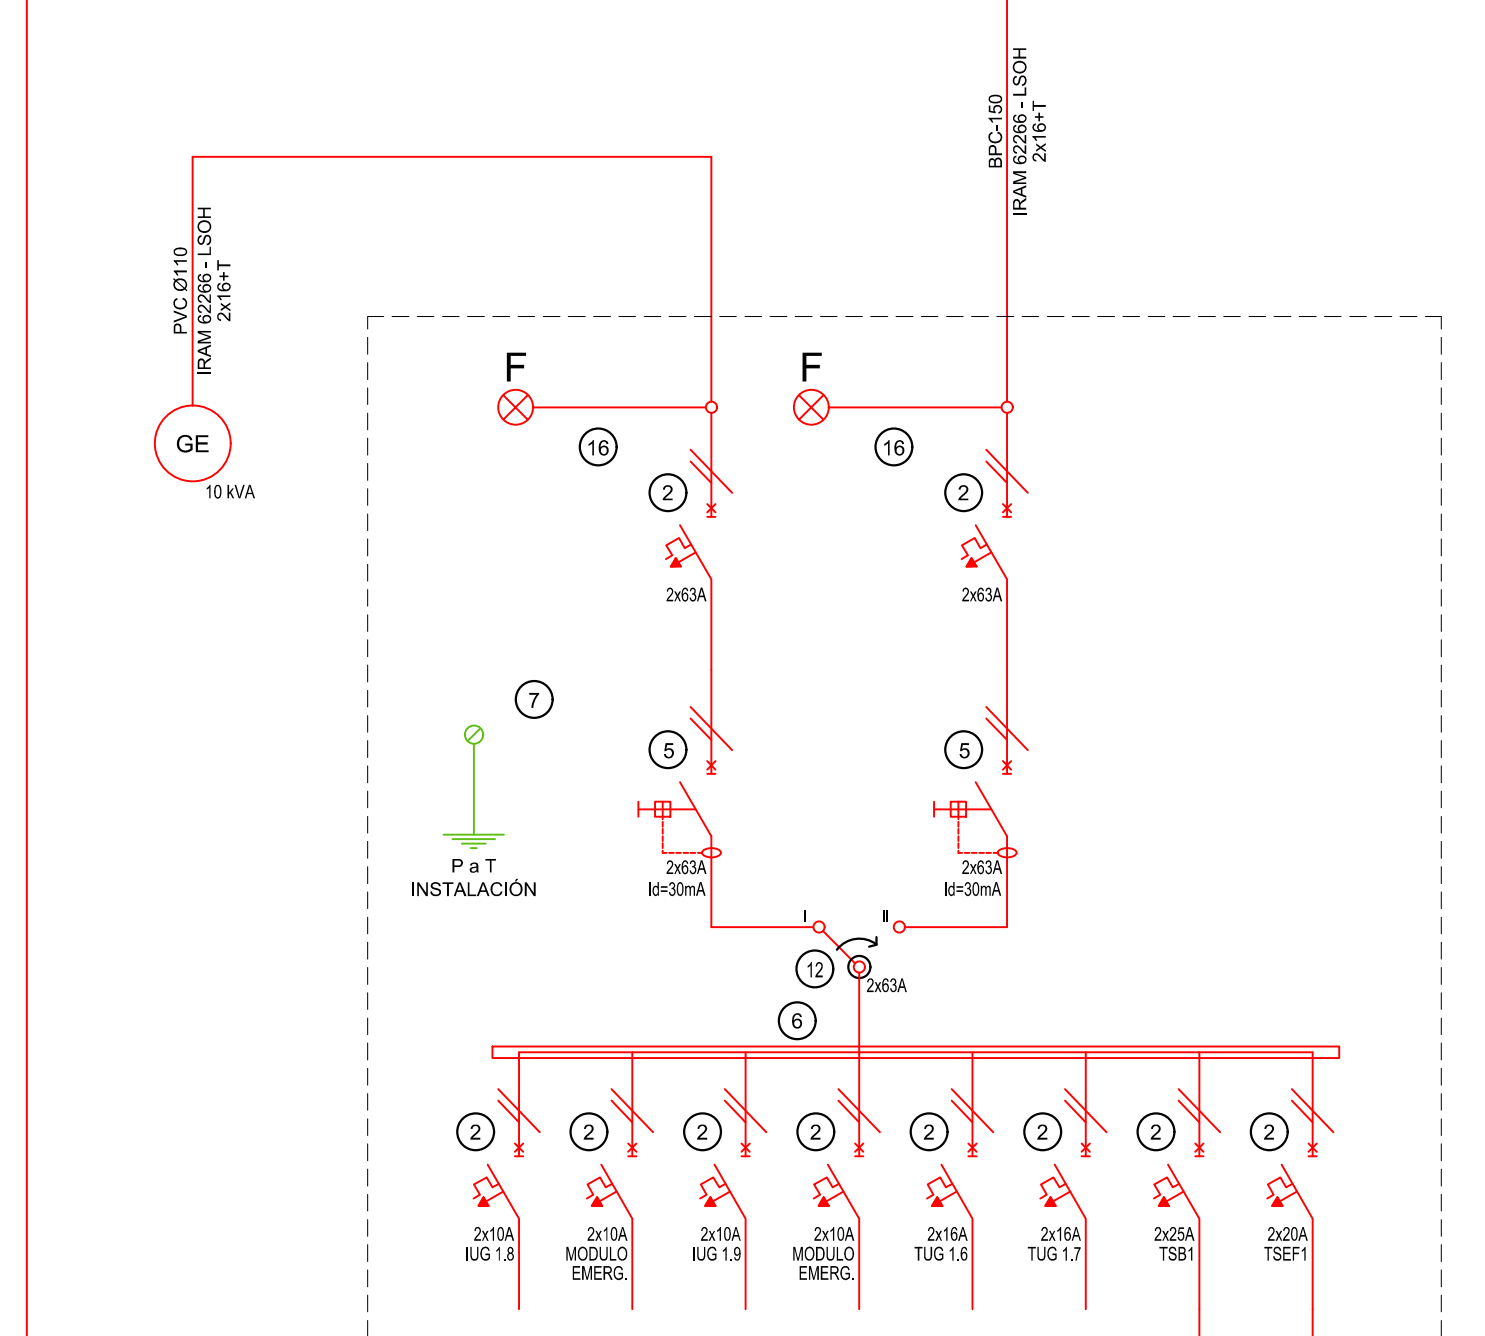 BPC-150
IRAM 62266 - LSOH
2x16+T
PVC Ø110
IRAM 62266 - LSOH
2x16+T
GE
10 kVA
F
F
16
16
2
2
2x63A
2x63A
7
5
5
P a T
INSTALACIÓN
2x63A
Id=30mA
2x63A
Id=30mA
I
II
12
2x63A
6
2
2
2
2
2
2
2
2
2x10A
IUG 1.8
2x10A
MODULO
EMERG.
2x10A
IUG 1.9
2x10A
MODULO
EMERG.
2x16A
TUG 1.6
2x16A
TUG 1.7
2x25A
TSB1
2x20A
TSEF1